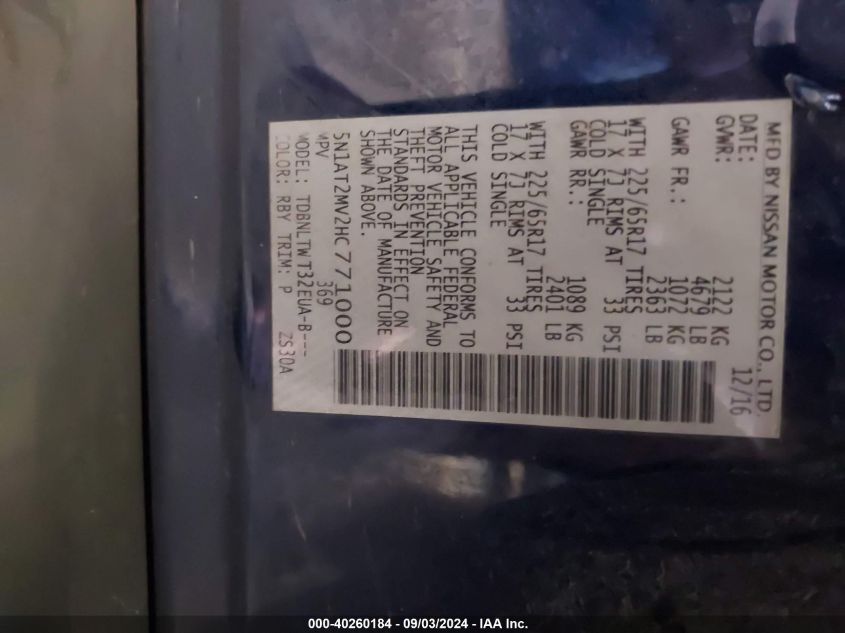 MFD BY NISSAN MOTOR CO., LTD.
DATE: 12/16
GVWR: 2122 KG
4679 LB
GAWR FR.: 1072 KG
2363 LB
WITH 225/65R17 TIRES
17 X 7J RIMS AT 33 PSI
COLD SINGLE
GAWR RR.: 1089 KG
2401 LB
WITH 225/65R17 TIRES
17 X 7J RIMS AT 33 PSI
COLD SINGLE
THIS VEHICLE CONFORMS TO
ALL APPLICABLE FEDERAL
MOTOR VEHICLE SAFETY AND
THEFT PREVENTION
STANDARDS IN EFFECT ON
THE DATE OF MANUFACTURE
SHOWN ABOVE.
5N1AT2MV2HC771000
MPV 369
MODEL: TDBNLTWT32EUA-B---
COLOR: RBY TRIM: P ZS30A
000-40260184 - 09/03/2024 - IAA Inc.